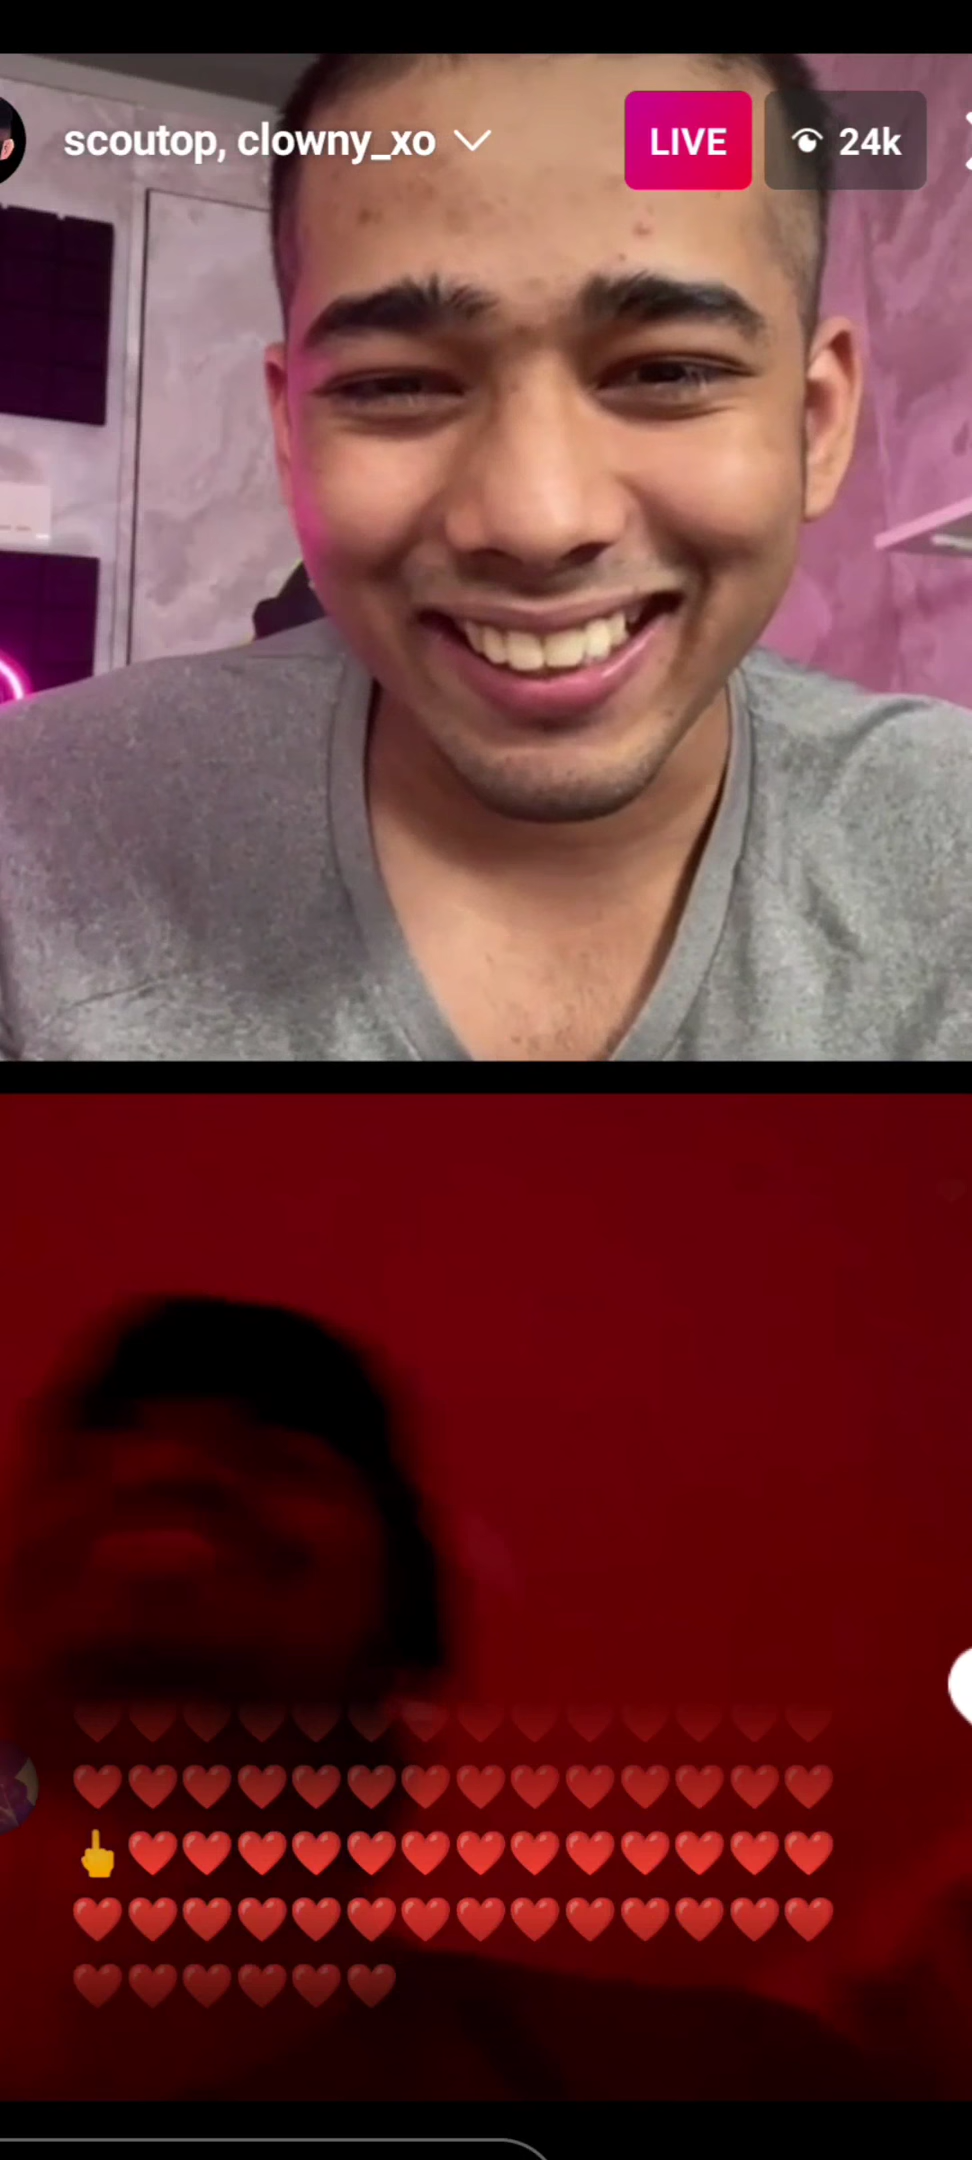 scoutop, clowny_xo
LIVE
24k
❤️❤️❤️❤️❤️❤️❤️❤️❤️❤️❤️❤️❤️❤️
❤️❤️❤️❤️❤️❤️❤️❤️❤️❤️❤️❤️❤️❤️
🖕❤️❤️❤️❤️❤️❤️❤️❤️❤️❤️❤️❤️❤️
❤️❤️❤️❤️❤️❤️❤️❤️❤️❤️❤️❤️❤️❤️
❤️❤️❤️❤️❤️❤️